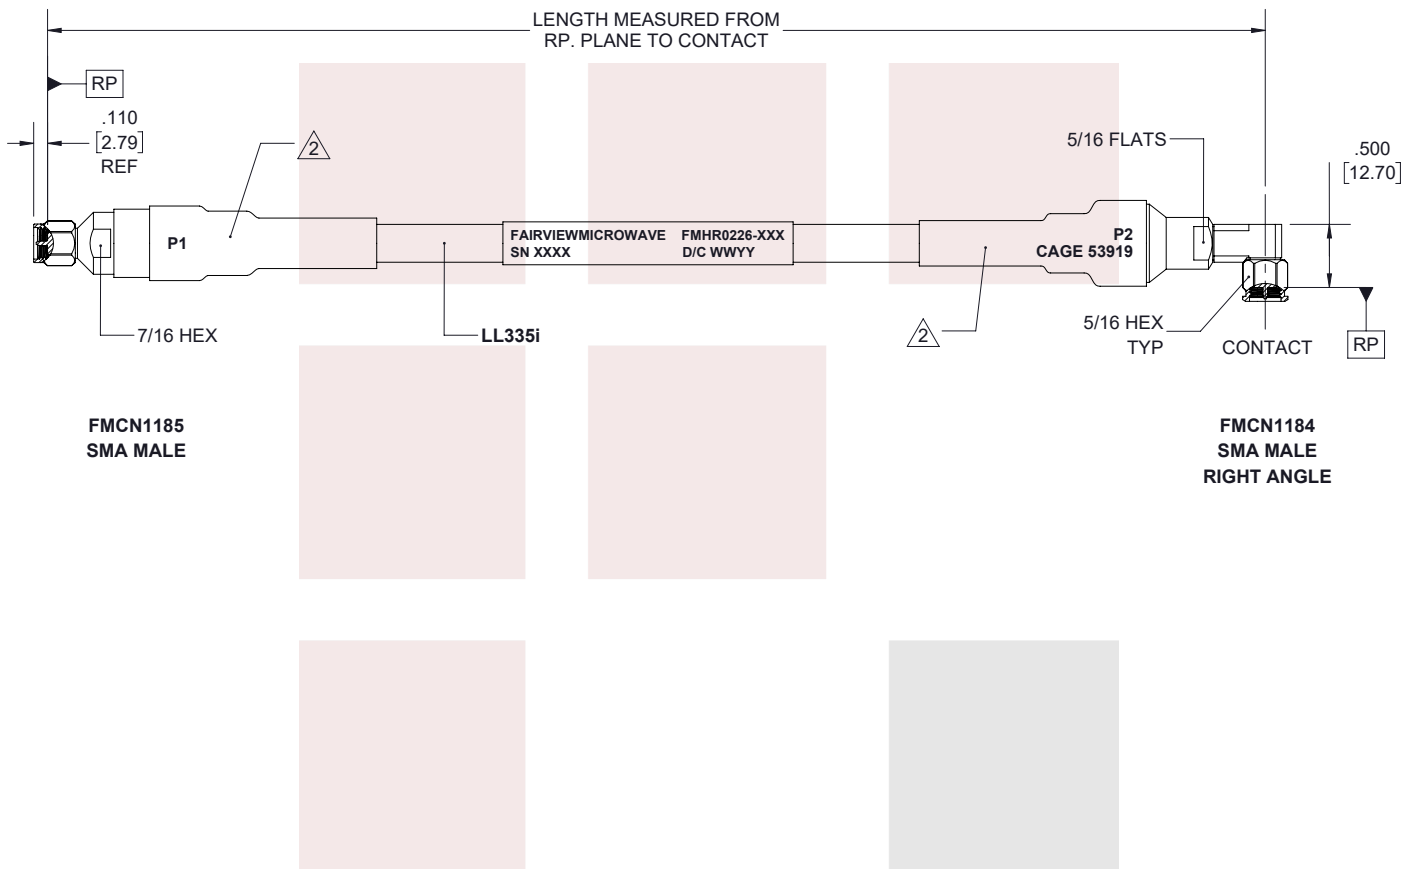 LENGTH MEASURED FROM
RP. PLANE TO CONTACT
RP
.110
[2.79]
REF
2
5/16 FLATS
.500
[12.70]
P1
FAIRVIEWMICROWAVE FMHR0226-XXX
SN XXXX D/C WWYY
P2
CAGE 53919
7/16 HEX
LL335i
2
5/16 HEX
TYP
CONTACT
RP
FMCN1185
SMA MALE
FMCN1184
SMA MALE
RIGHT ANGLE